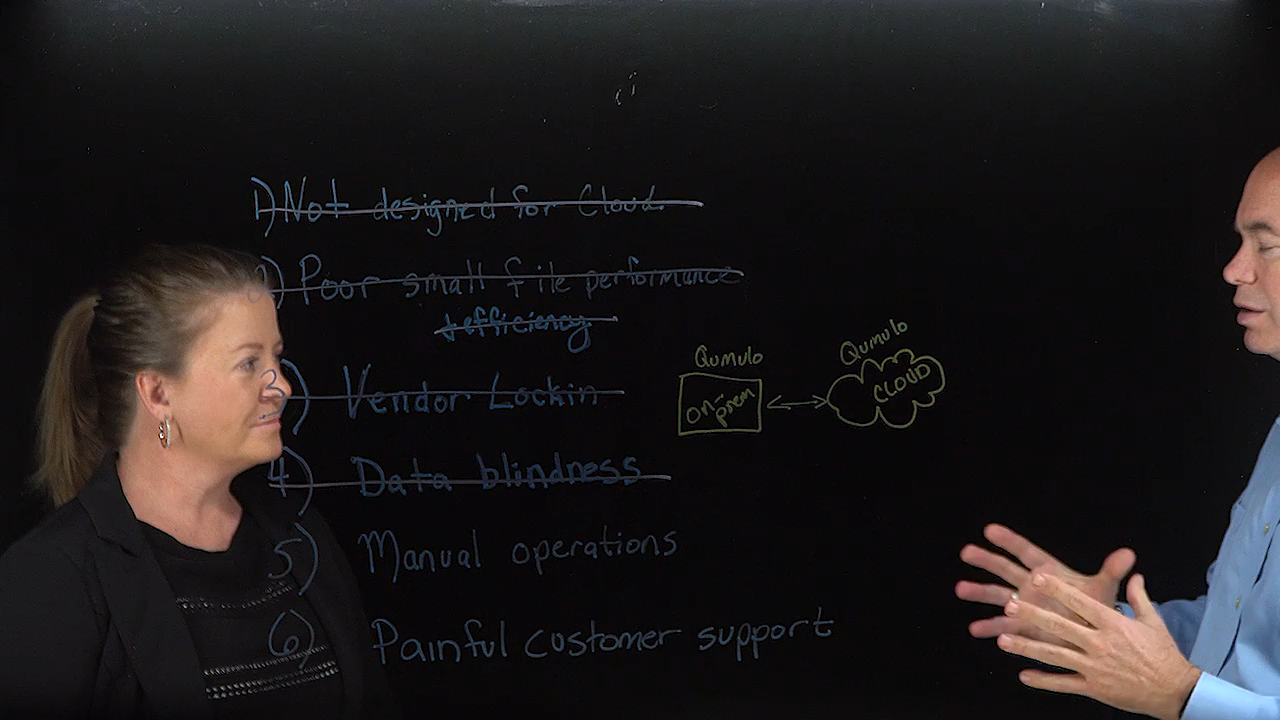 1) Not designed for Cloud.
2) Poor small file performance
+efficiency
3) Vendor Lockin
4) Data blindness
5) Manual operations
6) Painful customer support
Qumulo
on-prem
Qumulo
CLOUD